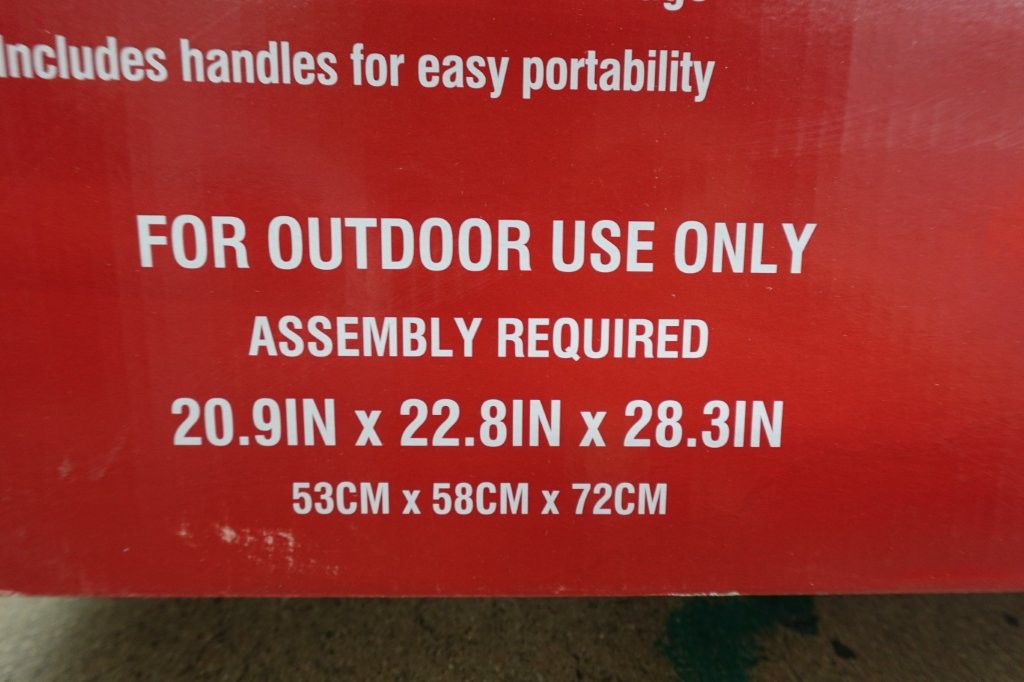 Includes handles for easy portability
FOR OUTDOOR USE ONLY
ASSEMBLY REQUIRED
20.9IN x 22.8IN x 28.3IN
53CM x 58CM x 72CM